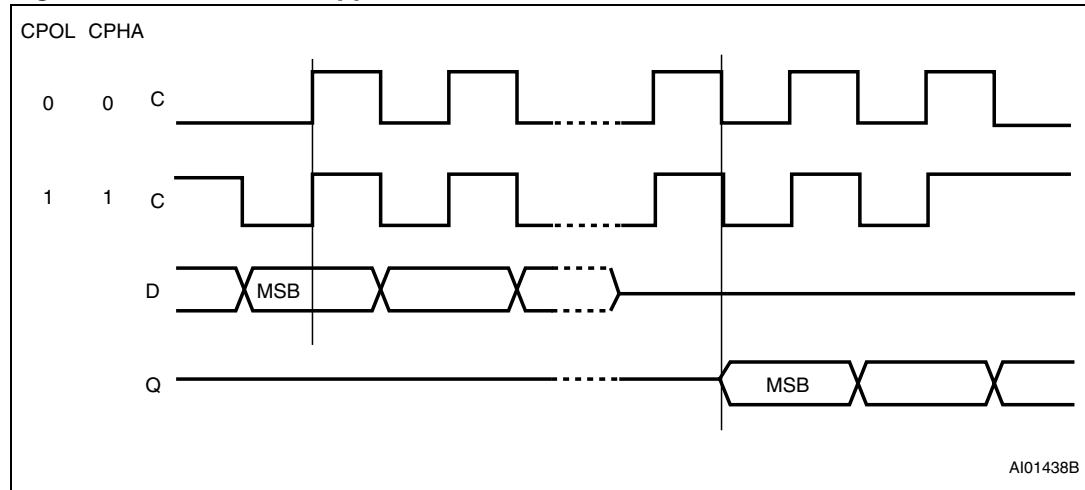 CPOL CPHA
0 0 C
1 1 C
D MSB
Q MSB
AI01438B